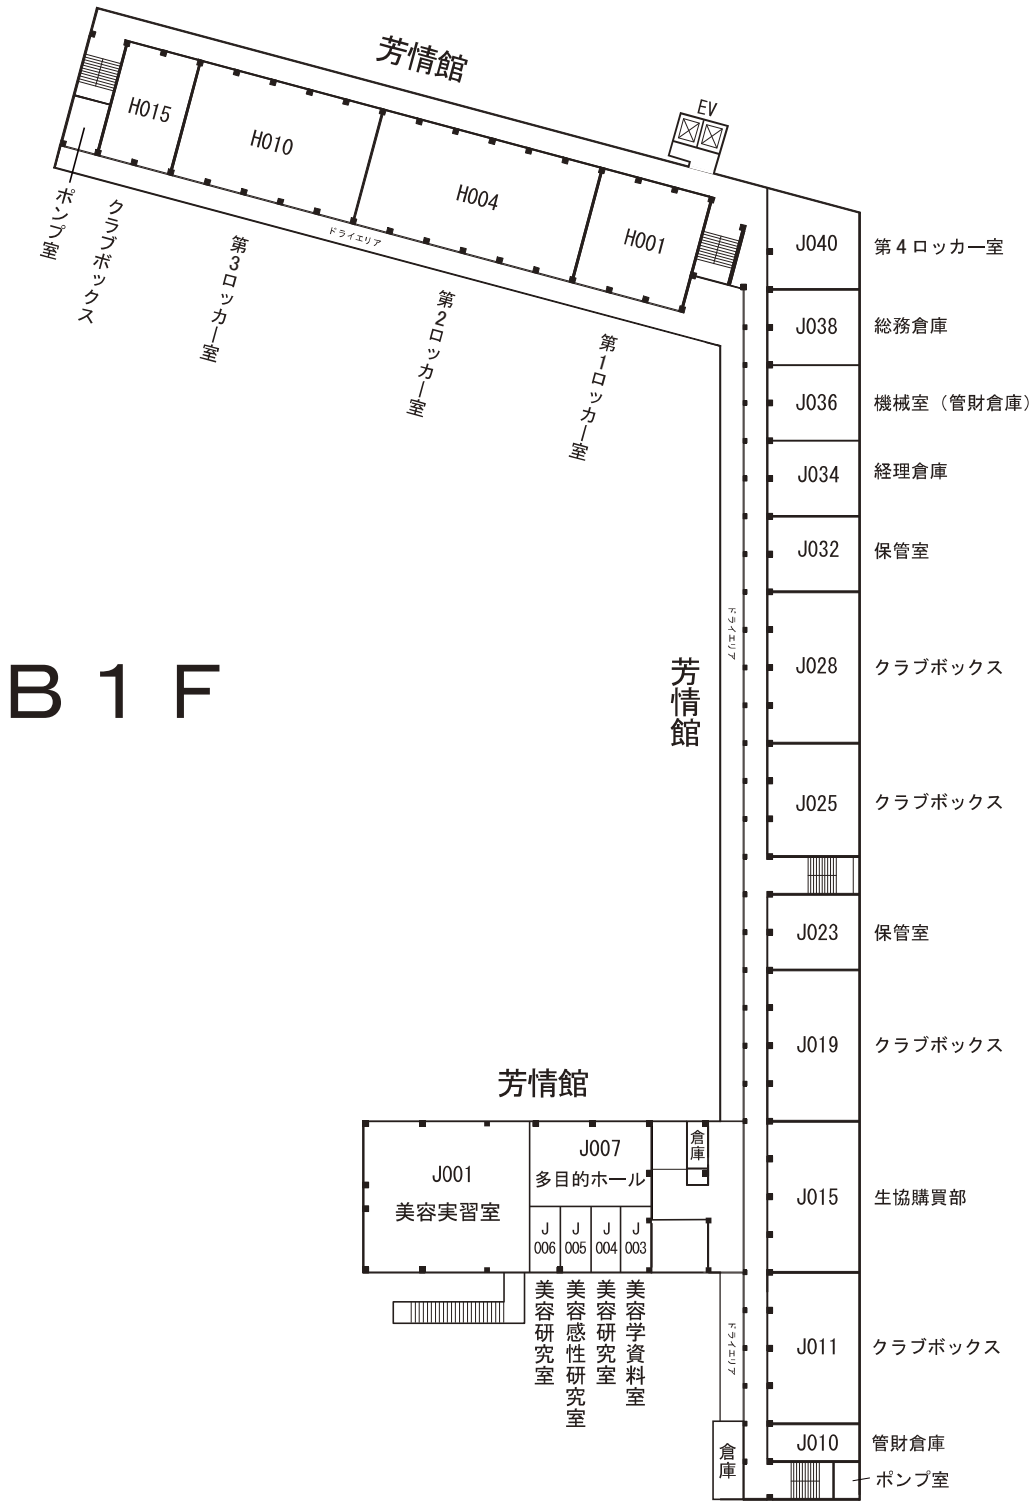 芳情館
EV
H015
H010
H004
H001
ドライエリア
ポンプ室
クラブボックス
第3ロッカー室
第2ロッカー室
第1ロッカー室
J040 第4ロッカー室
J038 総務倉庫
J036 機械室（管財倉庫）
J034 経理倉庫
J032 保管室
ドライエリア
J028 クラブボックス
B1F
芳情館
J025 クラブボックス
J023 保管室
J019 クラブボックス
芳情館
J001
美容実習室
J007
多目的ホール
倉庫
J015 生協購買部
J006
J005
J004
J003
美容研究室
美容感性研究室
美容研究室
美容学資料室
ドライエリア
J011 クラブボックス
J010 管財倉庫
倉庫
ポンプ室